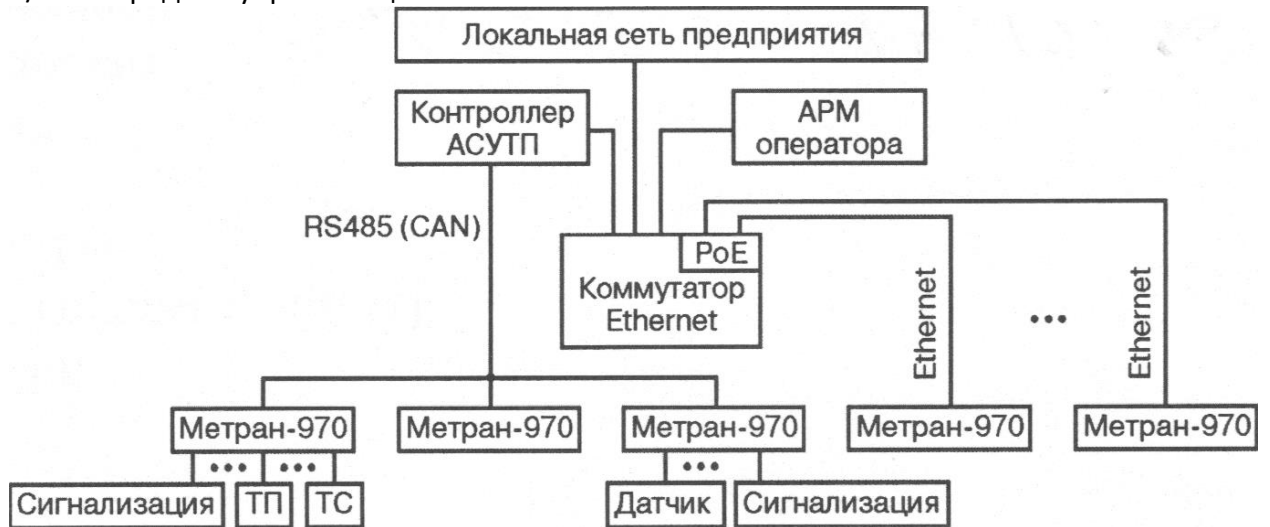 Локальная сеть предприятия
Контроллер
АСУТП
АРМ
оператора
RS485 (CAN)
PoE
Коммутатор
Ethernet
Ethernet
...
Ethernet
Метран-970
Метран-970
Метран-970
Метран-970
Метран-970
... ...
...
Сигнализация
ТП
ТС
Датчик
Сигнализация